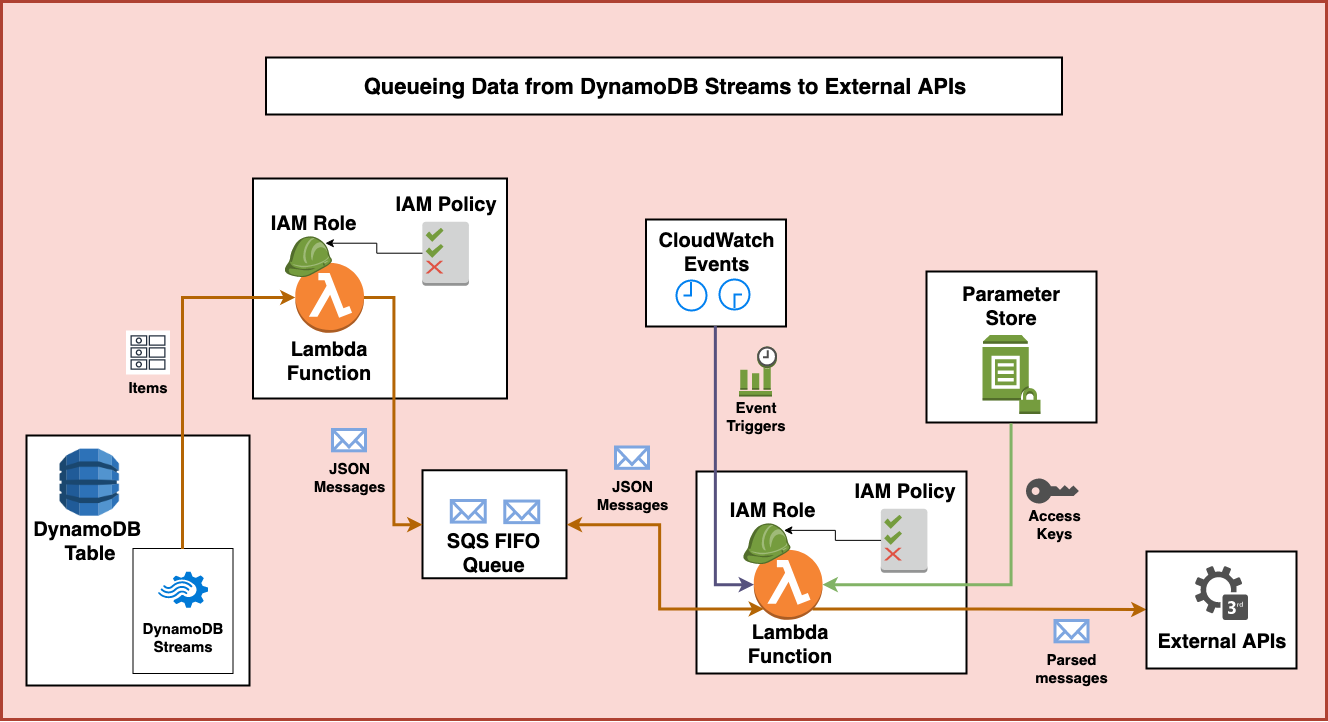 Queueing Data from DynamoDB Streams to External APIs
IAM Policy
IAM Role
Lambda
Function
Items
DynamoDB
Table
DynamoDB
Streams
JSON
Messages
SQS FIFO
Queue
JSON
Messages
CloudWatch
Events
Event
Triggers
Parameter
Store
Access
Keys
IAM Policy
IAM Role
Lambda
Function
Parsed
messages
3rd
External APIs